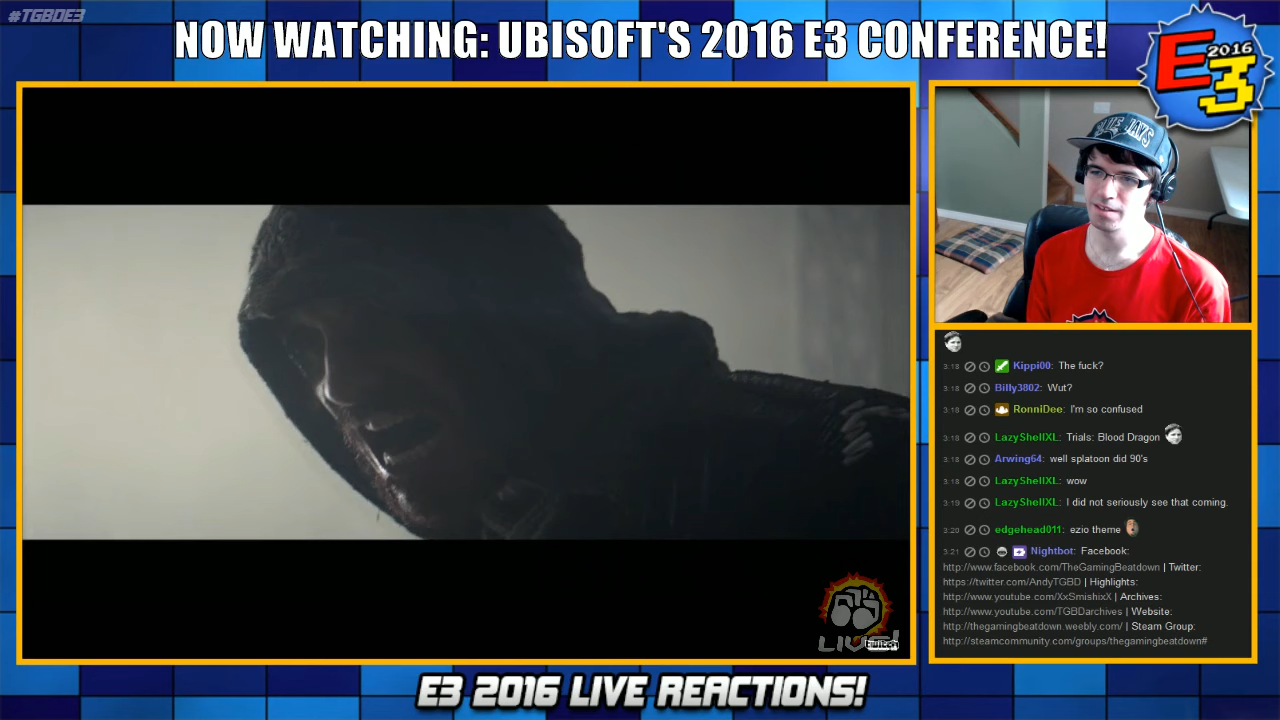 #TGBDE3
NOW WATCHING: UBISOFT'S 2016 E3 CONFERENCE!
E3
2016
BLUE JAYS
3:18 Kippi00: The fuck?
3:18 Billy3802: Wut?
3:18 RonniDee: I'm so confused
3:18 LazyShellXL: Trials: Blood Dragon
3:18 Arwing64: well splatoon did 90's
3:18 LazyShellXL: wow
3:19 LazyShellXL: I did not seriously see that coming.
3:20 edgehead011: ezio theme
3:21 Nightbot: Facebook:
http://www.facebook.com/TheGamingBeatdown | Twitter:
https://twitter.com/AndyTGBD | Highlights:
http://www.youtube.com/XxSmishixX | Archives:
http://www.youtube.com/TGBDarchives | Website:
http://thegamingbeatdown.weebly.com/ | Steam Group:
http://steamcommunity.com/groups/thegamingbeatdown#
LIVE!
twitch
E3 2016 LIVE REACTIONS!